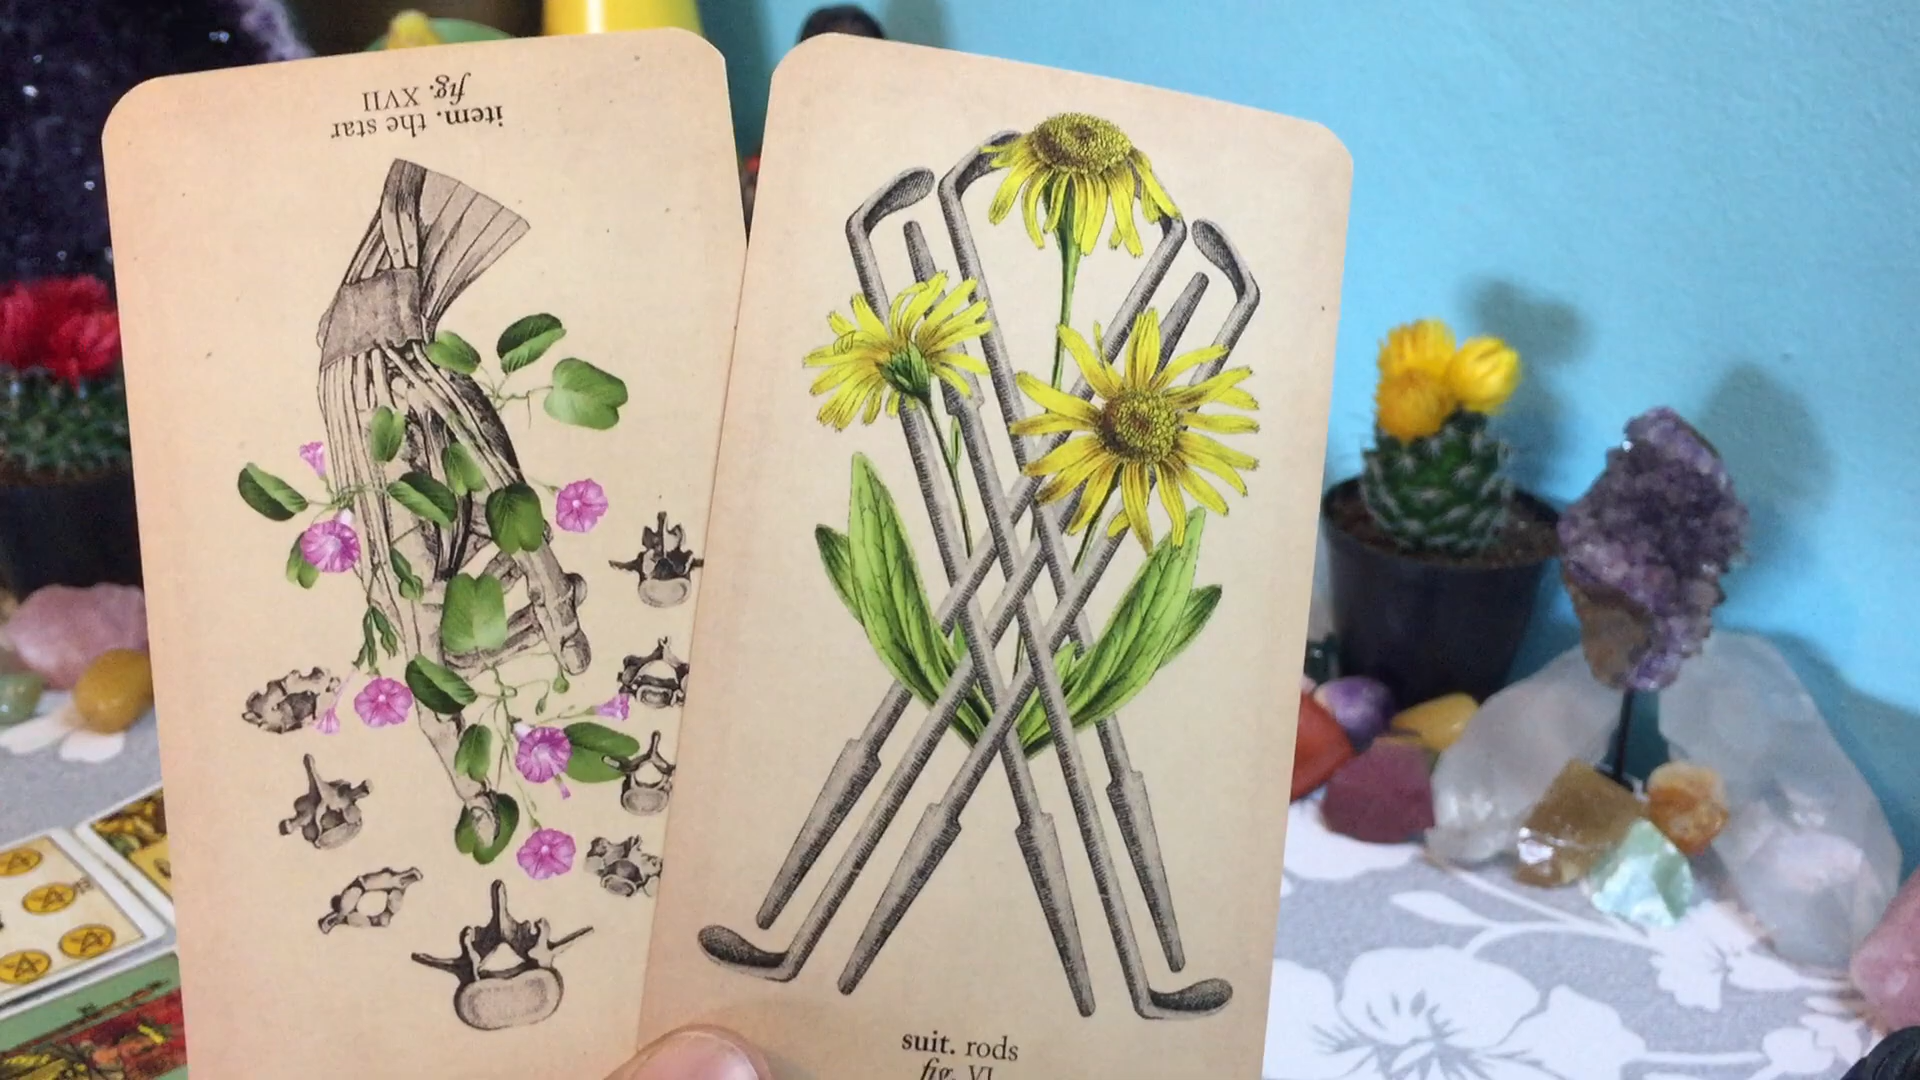 item. the star
fig. XVII
suit. rods
fig. VI